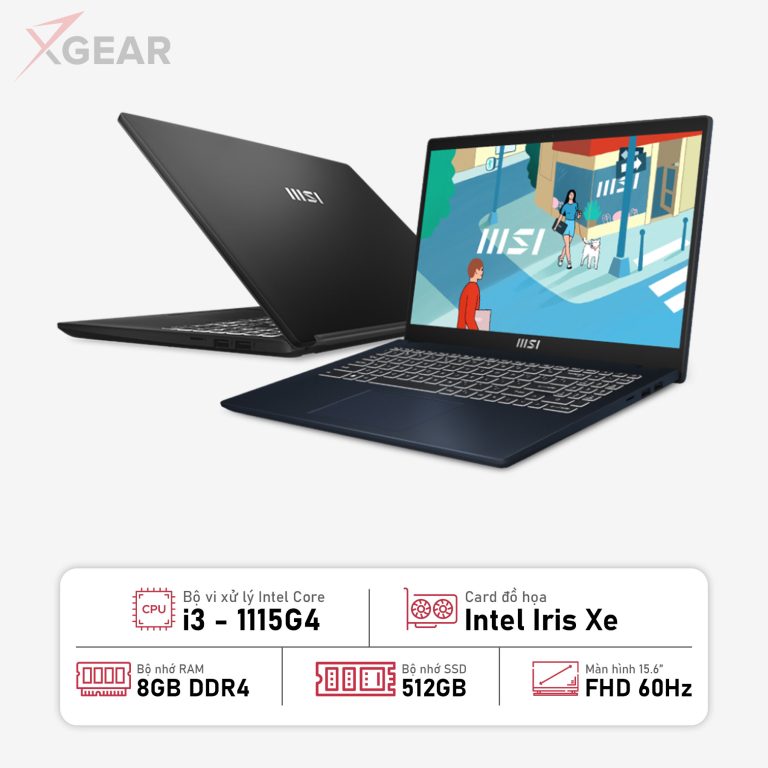 XGEAR
msi
msi
msi
msi
Bộ vi xử lý Intel Core
CPU
i3 - 1115G4
Card đồ họa
Intel Iris Xe
Bộ nhớ RAM
8GB DDR4
Bộ nhớ SSD
512GB
Màn hình 15.6"
FHD 60Hz